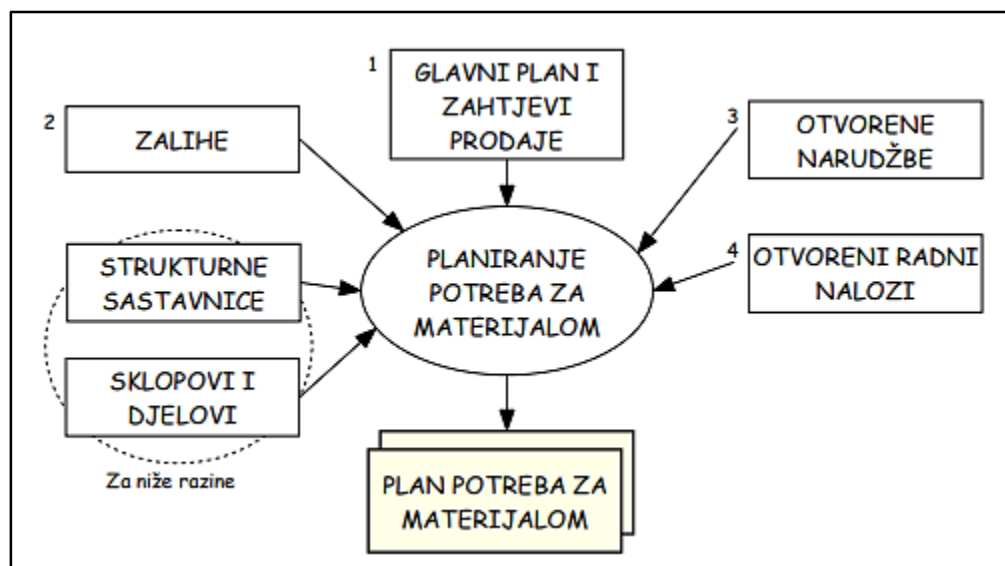 1
GLAVNI PLAN I
ZAHTJEVI
PRODAJE
2
ZALIHE
3
OTVORENE
NARUDŽBE
STRUKTURNE
SASTAVNICE
PLANIRANJE
POTREBA ZA
MATERIJALOM
4
OTVORENI RADNI
NALOZI
SKLOPOVI I
DJELOVI
Za niže razine
PLAN POTREBA ZA
MATERIJALOM